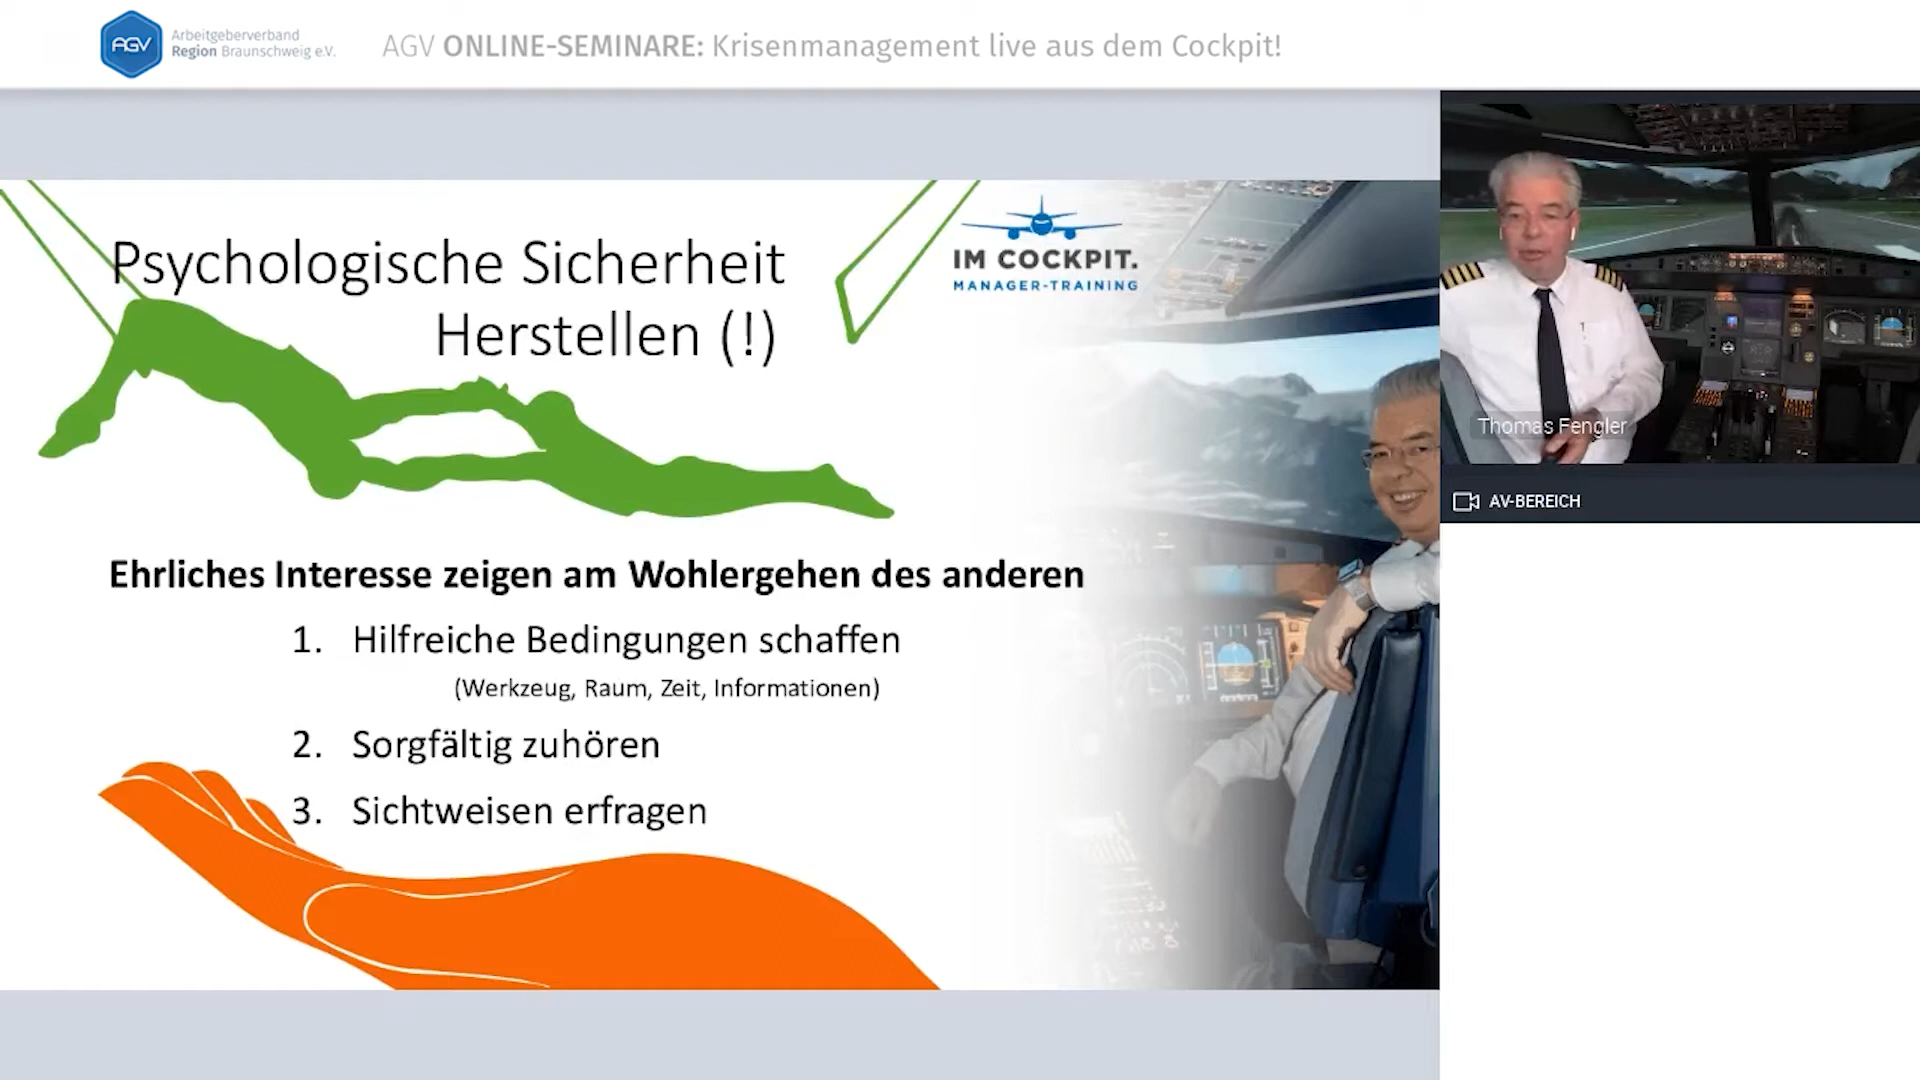 AGV
Arbeitgeberverband
Region Braunschweig e.V.
AGV ONLINE-SEMINARE: Krisenmanagement live aus dem Cockpit!
Psychologische Sicherheit
Herstellen (!)
IM COCKPIT.
MANAGER-TRAINING
Ehrliches Interesse zeigen am Wohlergehen des anderen
1. Hilfreiche Bedingungen schaffen
(Werkzeug, Raum, Zeit, Informationen)
2. Sorgfältig zuhören
3. Sichtweisen erfragen
Thomas Fengler
AV-BEREICH